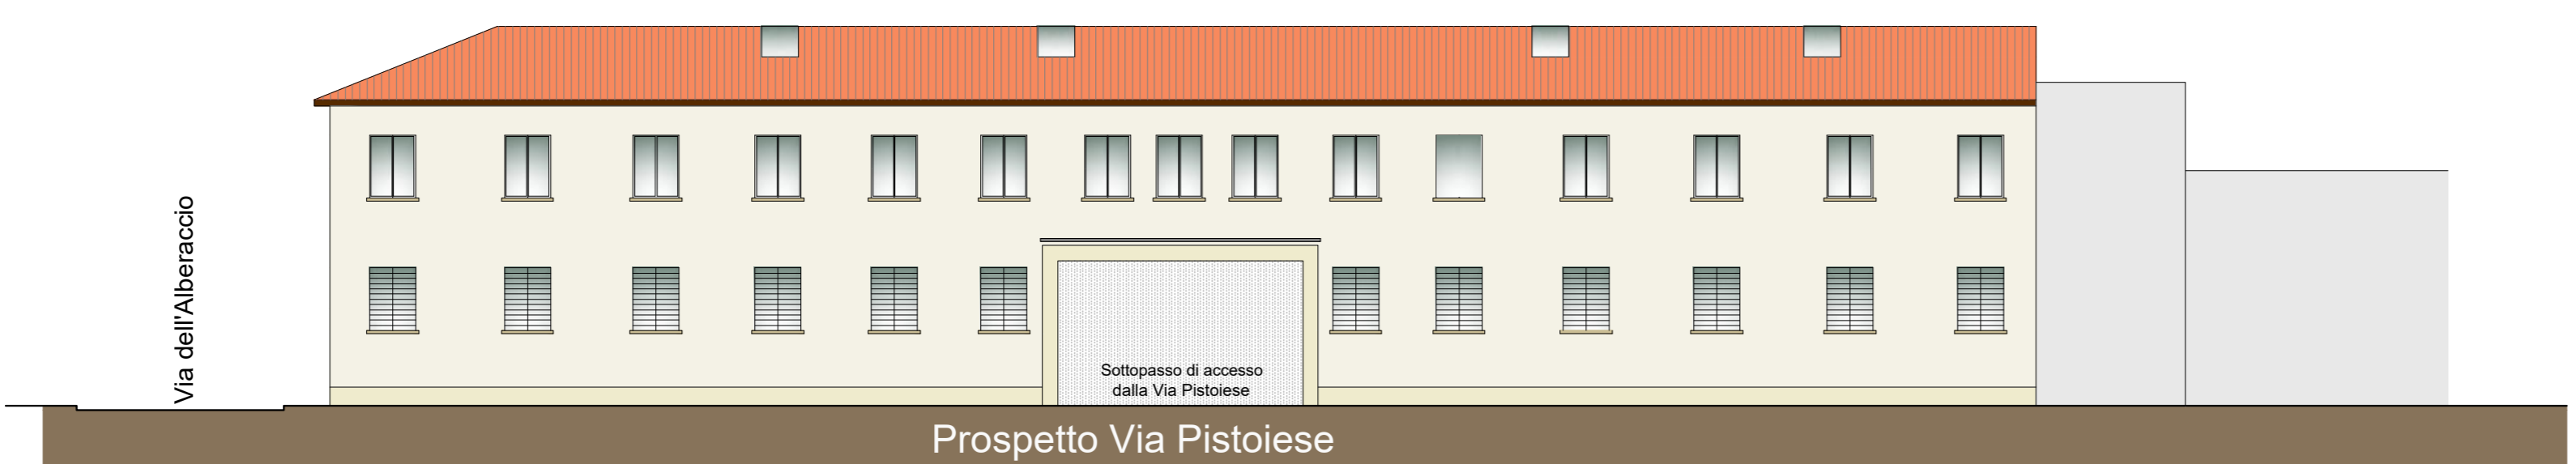 Via dell'Alberaccio
Sottopasso di accesso
dalla Via Pistoiese
Prospetto Via Pistoiese